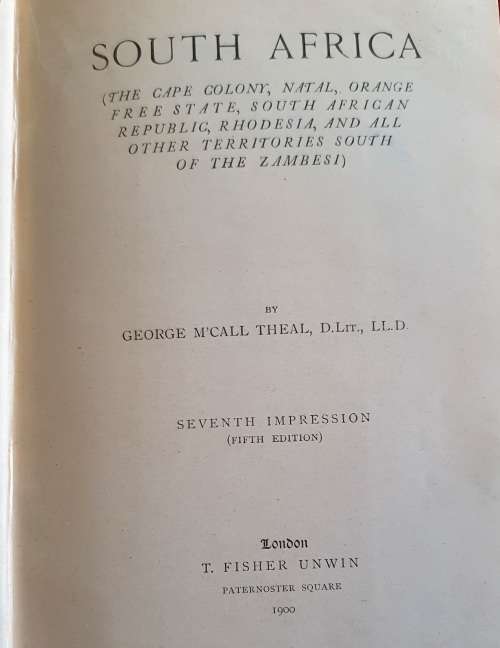 SOUTH AFRICA
(THE CAPE COLONY, NATAL, ORANGE
FREE STATE, SOUTH AFRICAN
REPUBLIC, RHODESIA, AND ALL
OTHER TERRITORIES SOUTH
OF THE ZAMBESI)
BY
GEORGE M'CALL THEAL, D.LIT., LL.D.
SEVENTH IMPRESSION
(FIFTH EDITION)
London
T. FISHER UNWIN
PATERNOSTER SQUARE
1900